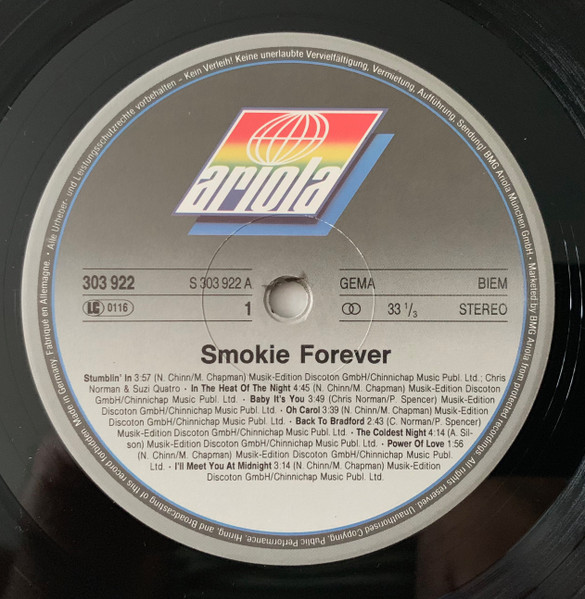 • Alle Urheber- und Leistungsschutzrechte vorbehalten – Kein Verleih! Keine unerlaubte Vervielfältigung, Vermietung, Aufführung, Sendung! BMG Ariola München GmbH • Marketed by BMG Ariola from protected recordings. All rights reserved. Unauthorised Copying, Public Performance, Hiring, and Broadcasting of this record forbidden. Made in Germany. Fabriqué en Allemagne.
ariola
303 922
S 303 922 A
GEMA
BIEM
LC 0116
1
33 1/3
STEREO
Smokie Forever
Stumblin' In 3:57 (N. Chinn/M. Chapman) Musik-Edition Discoton GmbH/Chinnichap Music Publ. Ltd.; Chris
Norman & Suzi Quatro • In The Heat Of The Night 4:45 (N. Chinn/M. Chapman) Musik-Edition Discoton
GmbH/Chinnichap Music Publ. Ltd. • Baby It's You 3:49 (Chris Norman/P. Spencer) Musik-Edition
Discoton GmbH/Chinnichap Music Publ. Ltd. • Oh Carol 3:39 (N. Chinn/M. Chapman) Musik-Edition
Discoton GmbH/Chinnichap Music Publ. Ltd. • Back To Bradford 2:43 (C. Norman/P. Spencer)
Musik-Edition Discoton GmbH/Chinnichap Music Publ. Ltd. • The Coldest Night 4:14 (A. Sil-
son) Musik-Edition Discoton GmbH/Chinnichap Music Publ. Ltd. • Power Of Love 1:56
(N. Chinn/M. Chapman) Musik-Edition Discoton GmbH/Chinnichap Music Publ.
Ltd. • I'll Meet You At Midnight 3:14 (N. Chinn/M. Chapman) Musik-Edition
Discoton GmbH/Chinnichap Music Publ. Ltd.